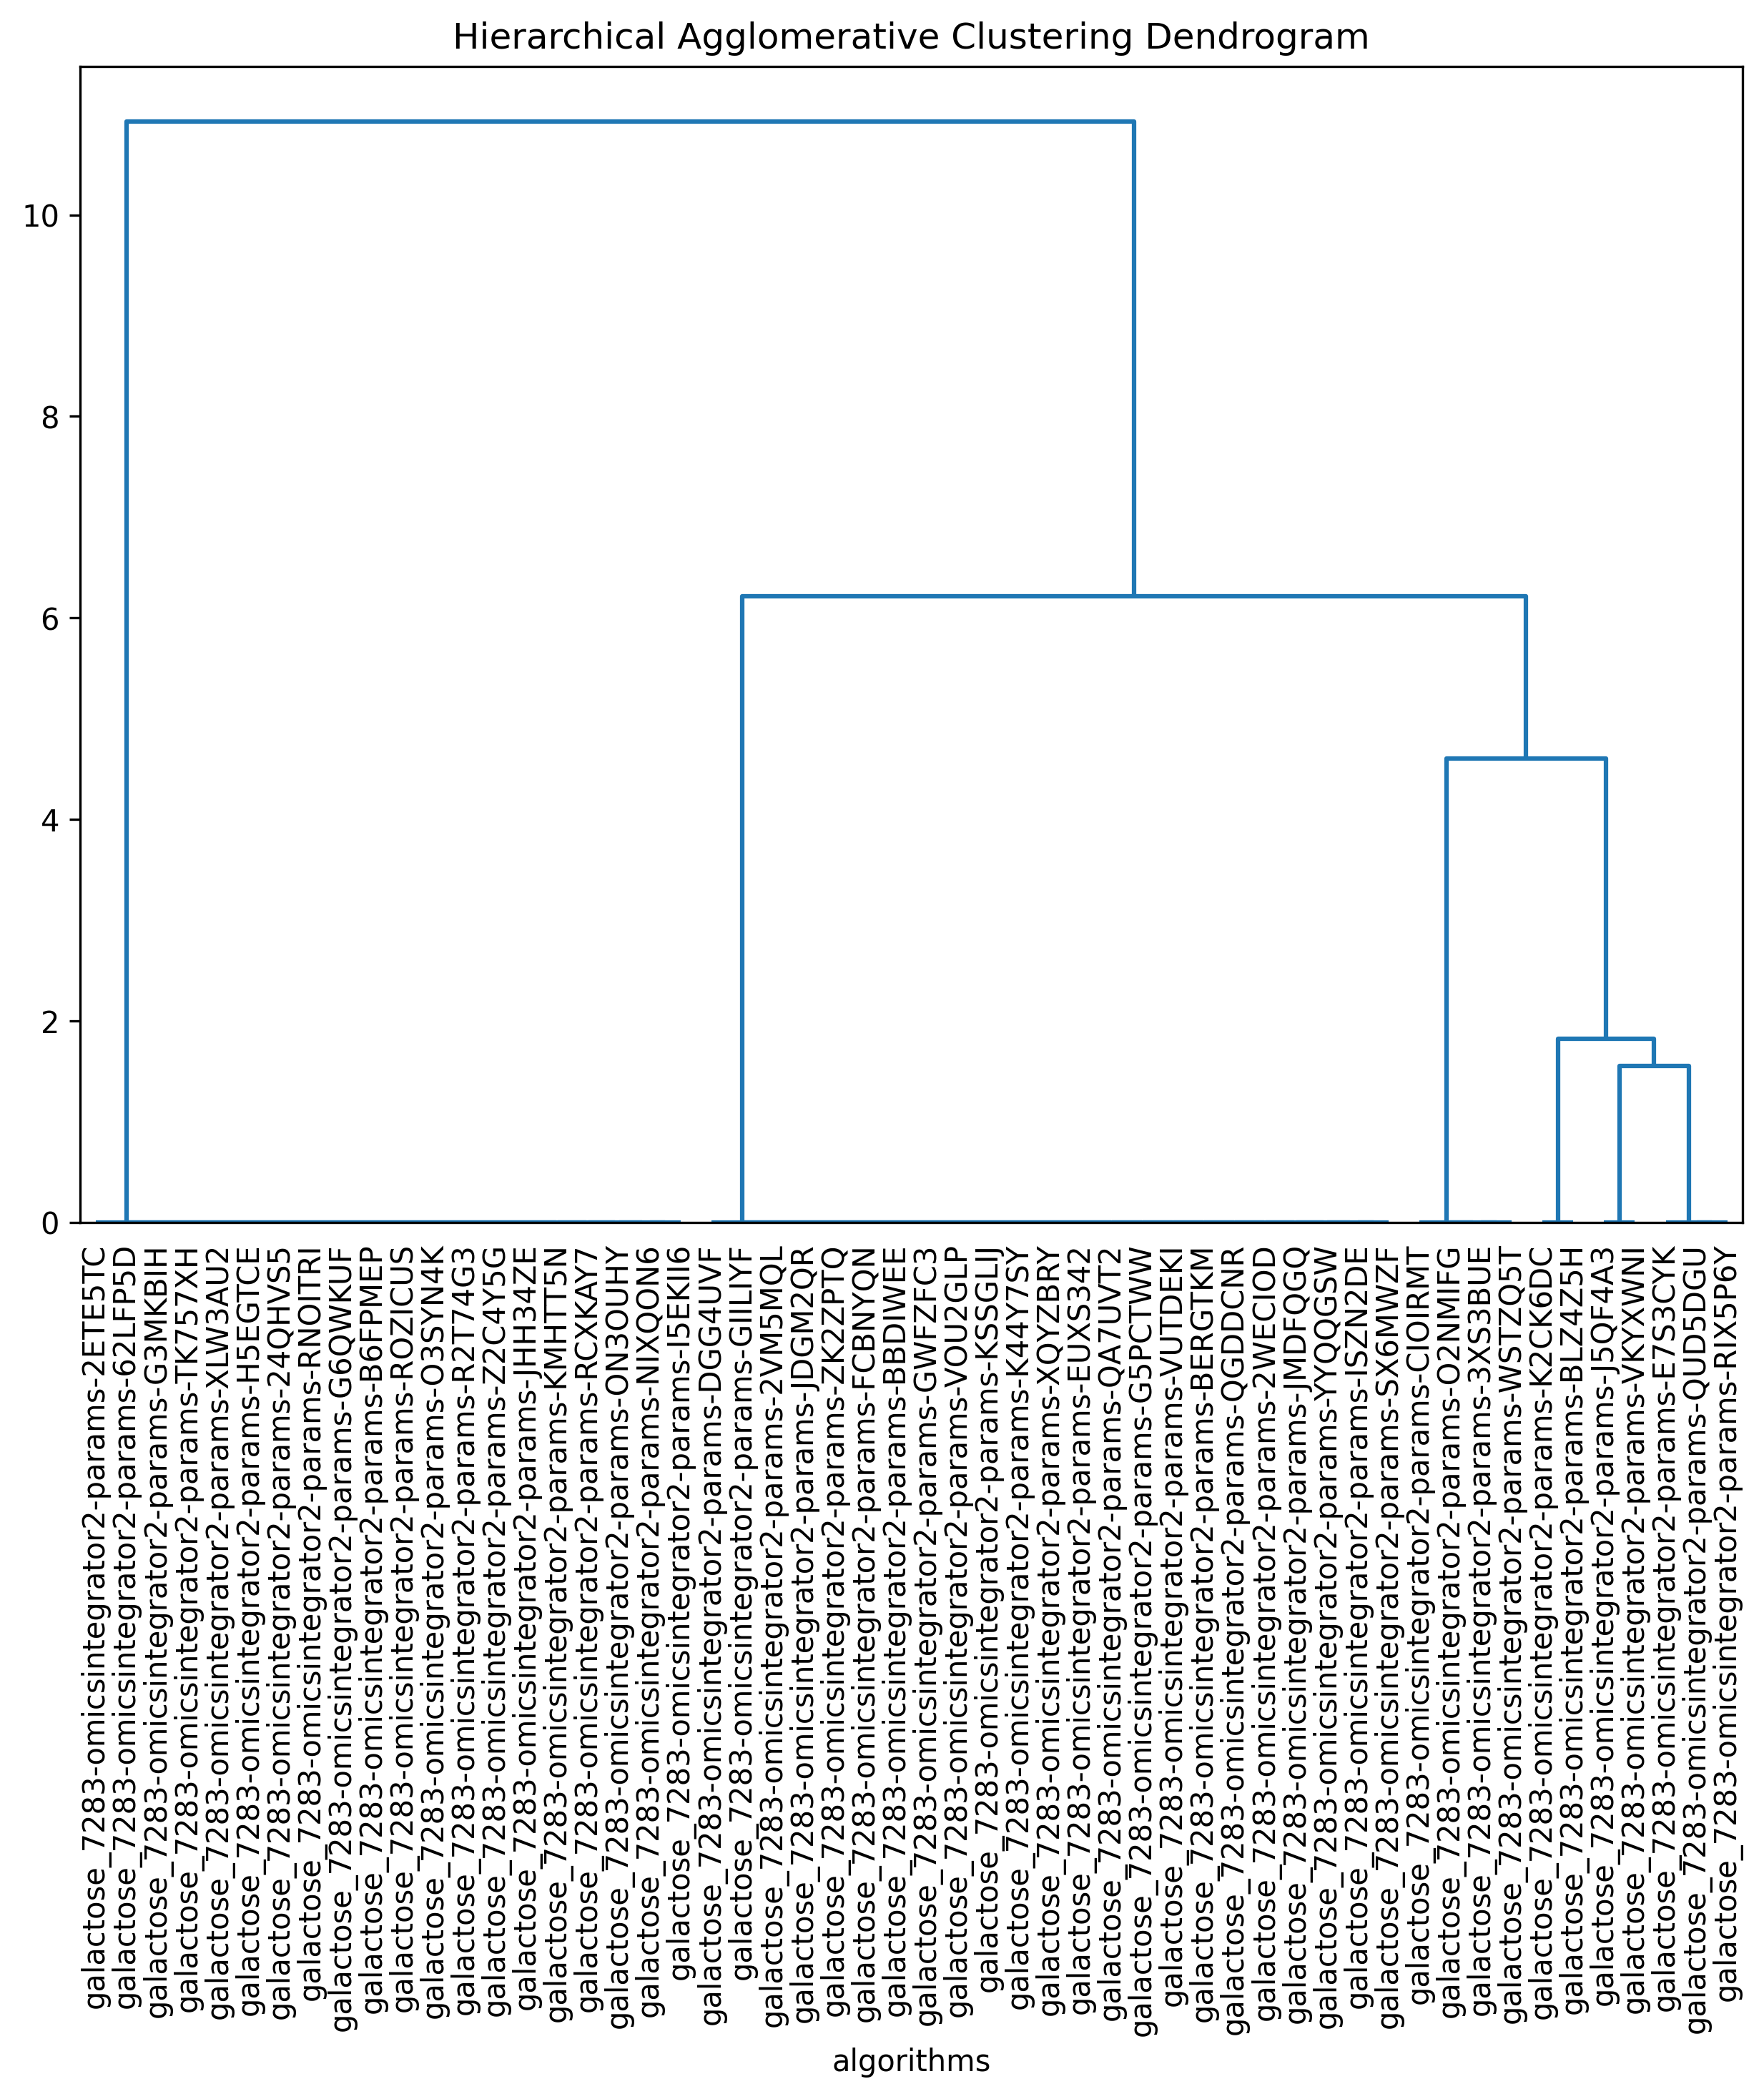 Hierarchical Agglomerative Clustering Dendrogram
10
8
6
4
2
0
galactose_7283-omicsintegrator2-params-2ETE5TC
galactose_7283-omicsintegrator2-params-62LFP5D
galactose_7283-omicsintegrator2-params-G3MKBIH
galactose_7283-omicsintegrator2-params-TK757XH
galactose_7283-omicsintegrator2-params-XLW3AU2
galactose_7283-omicsintegrator2-params-H5EGTCE
galactose_7283-omicsintegrator2-params-24QHVS5
galactose_7283-omicsintegrator2-params-RNOITRI
galactose_7283-omicsintegrator2-params-G6QWKUF
galactose_7283-omicsintegrator2-params-B6FPMEP
galactose_7283-omicsintegrator2-params-ROZICUS
galactose_7283-omicsintegrator2-params-O3SYN4K
galactose_7283-omicsintegrator2-params-R2T74G3
galactose_7283-omicsintegrator2-params-Z2C4Y5G
galactose_7283-omicsintegrator2-params-JHH34ZE
galactose_7283-omicsintegrator2-params-KMHTT5N
galactose_7283-omicsintegrator2-params-RCXKAY7
galactose_7283-omicsintegrator2-params-ON3OUHY
galactose_7283-omicsintegrator2-params-NIXQON6
galactose_7283-omicsintegrator2-params-I5EKII6
galactose_7283-omicsintegrator2-params-DGG4UVF
galactose_7283-omicsintegrator2-params-GIILIYF
galactose_7283-omicsintegrator2-params-2VM5MQL
galactose_7283-omicsintegrator2-params-JDGM2QR
galactose_7283-omicsintegrator2-params-ZK2ZPTQ
galactose_7283-omicsintegrator2-params-FCBNYQN
galactose_7283-omicsintegrator2-params-BBDIWEE
galactose_7283-omicsintegrator2-params-GWFZFC3
galactose_7283-omicsintegrator2-params-VOU2GLP
galactose_7283-omicsintegrator2-params-KSSGLIJ
galactose_7283-omicsintegrator2-params-K44Y7SY
galactose_7283-omicsintegrator2-params-XQYZBRY
galactose_7283-omicsintegrator2-params-EUXS342
galactose_7283-omicsintegrator2-params-QA7UVT2
galactose_7283-omicsintegrator2-params-G5PCTWW
galactose_7283-omicsintegrator2-params-VUTDEKI
galactose_7283-omicsintegrator2-params-BERGTKM
galactose_7283-omicsintegrator2-params-QGDDCNR
galactose_7283-omicsintegrator2-params-2WECIOD
galactose_7283-omicsintegrator2-params-JMDFQGQ
galactose_7283-omicsintegrator2-params-YYQQGSW
galactose_7283-omicsintegrator2-params-ISZN2DE
galactose_7283-omicsintegrator2-params-SX6MWZF
galactose_7283-omicsintegrator2-params-CIOIRMT
galactose_7283-omicsintegrator2-params-O2NMIFG
galactose_7283-omicsintegrator2-params-3XS3BUE
galactose_7283-omicsintegrator2-params-WSTZQ5T
galactose_7283-omicsintegrator2-params-K2CK6DC
galactose_7283-omicsintegrator2-params-BLZ4Z5H
galactose_7283-omicsintegrator2-params-J5QF4A3
galactose_7283-omicsintegrator2-params-VKYXWNI
galactose_7283-omicsintegrator2-params-E7S3CYK
galactose_7283-omicsintegrator2-params-QUD5DGU
galactose_7283-omicsintegrator2-params-RIX5P6Y
algorithms